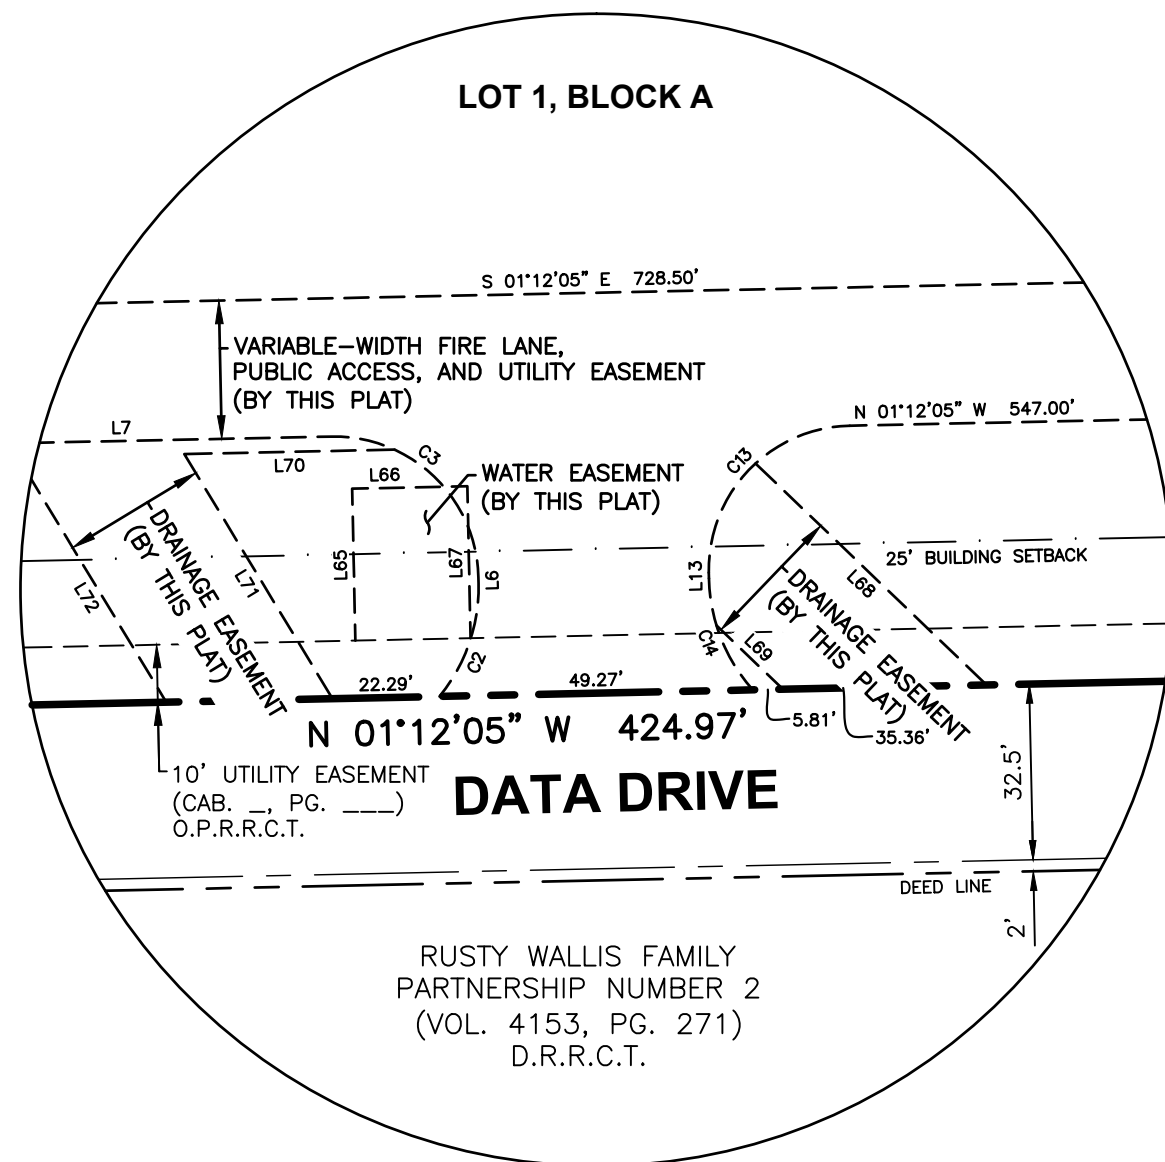 LOT 1, BLOCK A
S 01°12'05" E 728.50'
VARIABLE-WIDTH FIRE LANE,
PUBLIC ACCESS, AND UTILITY EASEMENT
(BY THIS PLAT)
N 01°12'05" W 547.00'
L7
L70
C3
L66
WATER EASEMENT
(BY THIS PLAT)
C13
DRAINAGE EASEMENT
(BY THIS PLAT)
L72
L71
L65
L67
L6
L13
25' BUILDING SETBACK
L68
DRAINAGE EASEMENT
(BY THIS PLAT)
C14
L69
C2
22.29'
49.27'
5.81'
35.36'
N 01°12'05" W 424.97'
10' UTILITY EASEMENT
(CAB. _, PG. ___)
O.P.R.R.C.T.
DATA DRIVE
32.5'
DEED LINE
2'
RUSTY WALLIS FAMILY
PARTNERSHIP NUMBER 2
(VOL. 4153, PG. 271)
D.R.R.C.T.